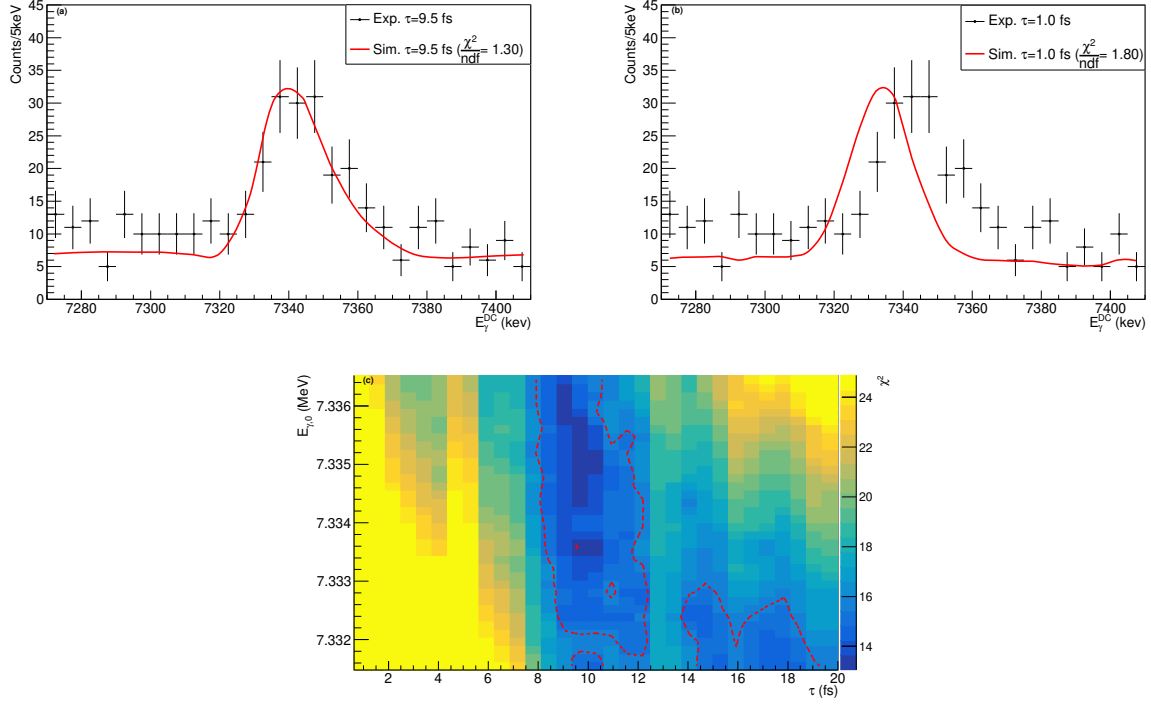 (a)
Exp. τ=9.5 fs
Sim. τ=9.5 fs (χ²/ndf= 1.30)
Counts/5keV
45
40
35
30
25
20
15
10
5
0
7280 7300 7320 7340 7360 7380 7400
E_γ^DC (kev)
(b)
Exp. τ=1.0 fs
Sim. τ=1.0 fs (χ²/ndf= 1.80)
Counts/5keV
45
40
35
30
25
20
15
10
5
0
7280 7300 7320 7340 7360 7380 7400
E_γ^DC (kev)
(c)
E_γ,0 (MeV)
7.336
7.335
7.334
7.333
7.332
2 4 6 8 10 12 14 16 18 20
τ (fs)
χ²
24
22
20
18
16
14